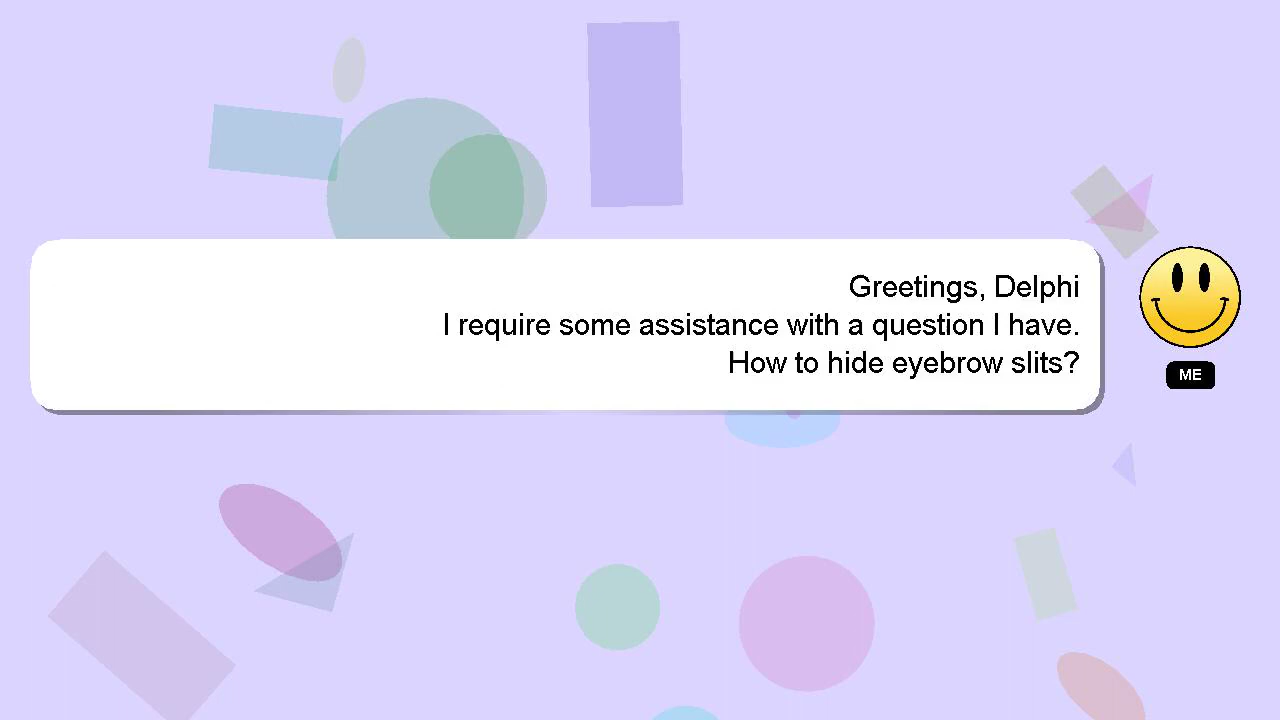 Greetings, Delphi
I require some assistance with a question I have.
How to hide eyebrow slits?
ME